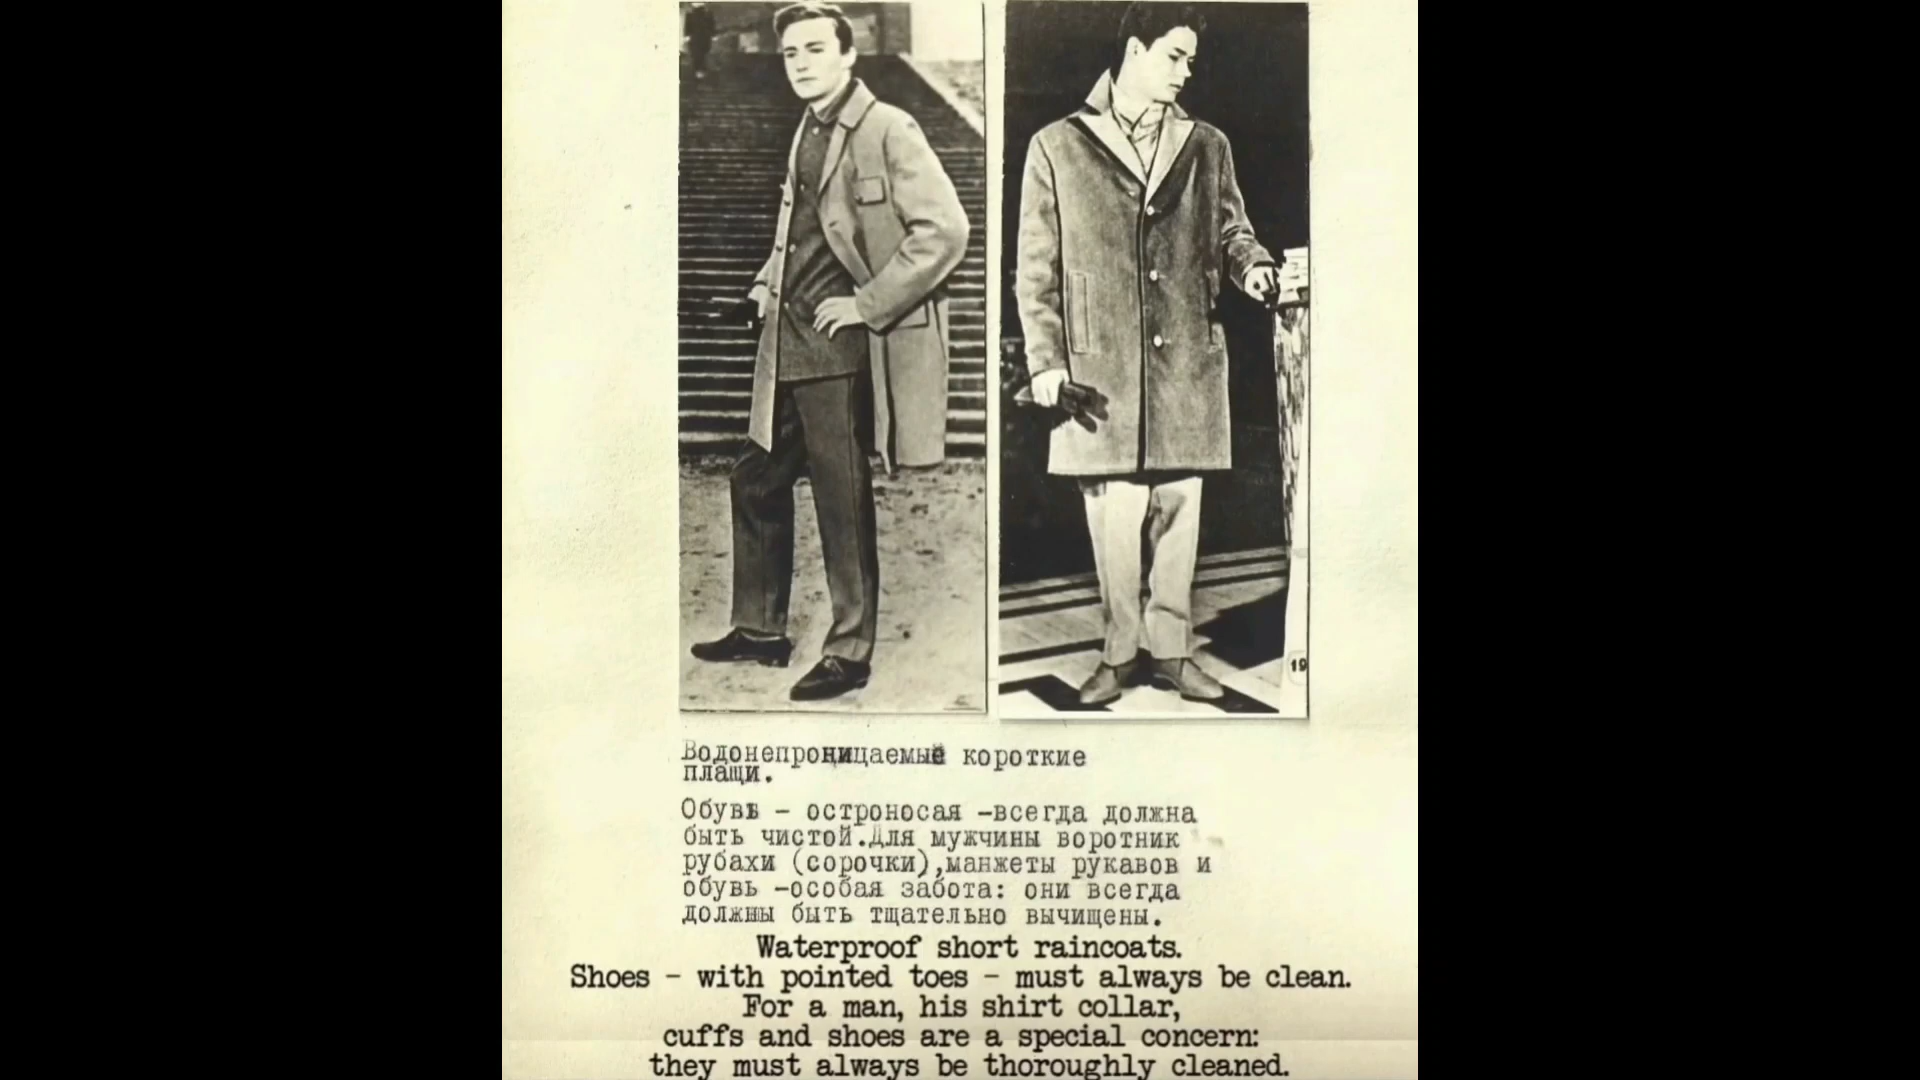 19
Водонепроницаемые короткие
плащи.
Обувь - остроносая -всегда должна
быть чистой.Для мужчины воротник
рубахи (сорочки),манжеты рукавов и
обувь -особая забота: они всегда
должны быть тщательно вычищены.
Waterproof short raincoats.
Shoes - with pointed toes - must always be clean.
For a man, his shirt collar,
cuffs and shoes are a special concern:
they must always be thoroughly cleaned.